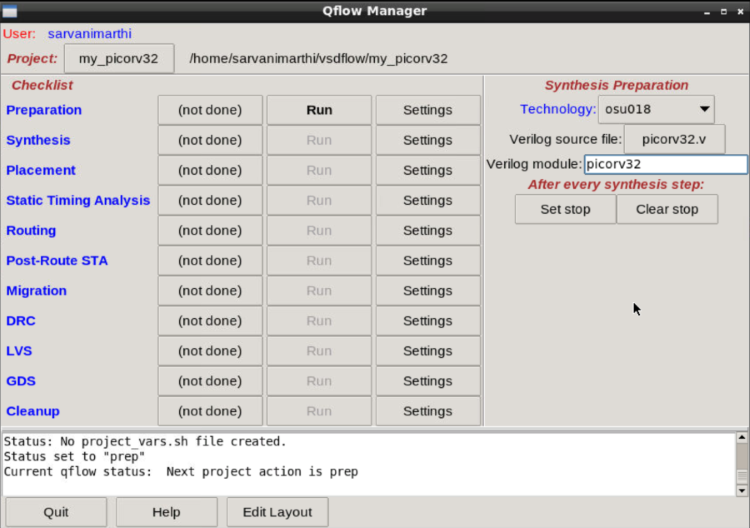 Qflow Manager
User: sarvanimarthi
Project: my_picorv32 /home/sarvanimarthi/vsdflow/my_picorv32
Checklist
Preparation (not done) Run Settings
Synthesis (not done) Run Settings
Placement (not done) Run Settings
Static Timing Analysis (not done) Run Settings
Routing (not done) Run Settings
Post-Route STA (not done) Run Settings
Migration (not done) Run Settings
DRC (not done) Run Settings
LVS (not done) Run Settings
GDS (not done) Run Settings
Cleanup (not done) Run Settings
Synthesis Preparation
Technology: osu018
Verilog source file: picorv32.v
Verilog module: picorv32
After every synthesis step:
Set stop Clear stop
Status: No project_vars.sh file created.
Status set to "prep"
Current qflow status:  Next project action is prep
Quit Help Edit Layout